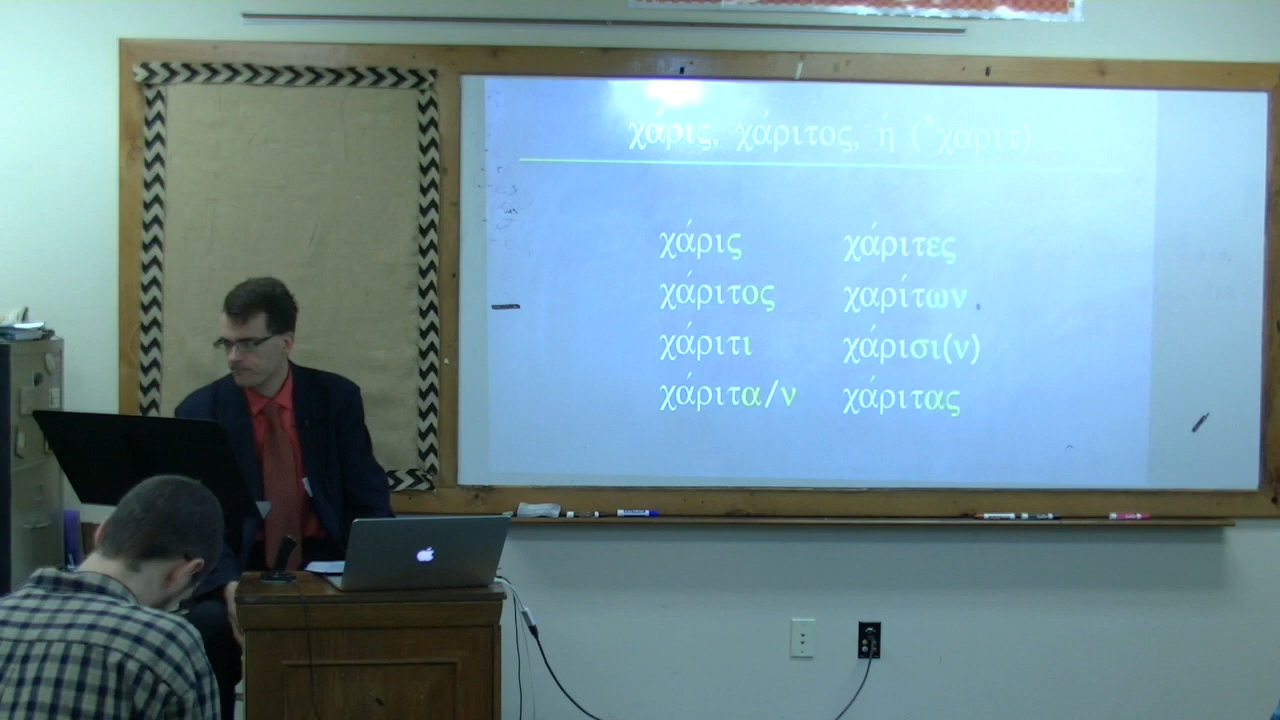 χάρις, χάριτος, ἡ (*χαριτ)
χάρις χάριτες
χάριτος χαρίτων
χάριτι χάρισι(ν)
χάριτα/ν χάριτας